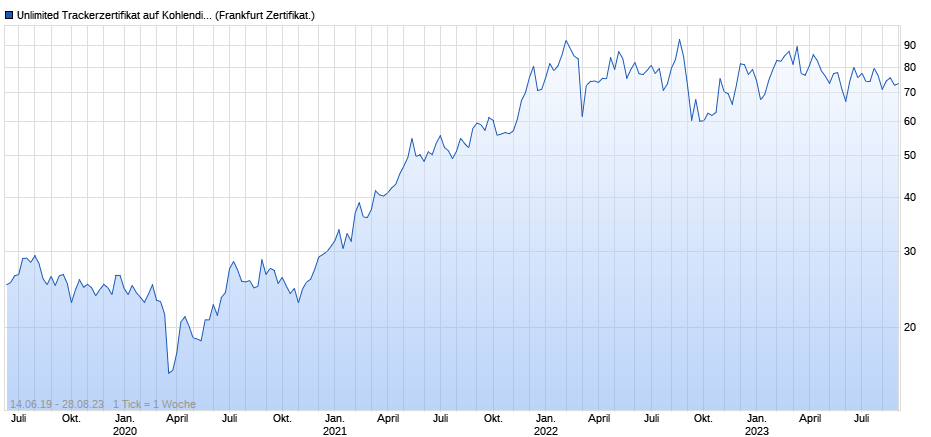 Unlimited Trackerzertifikat auf Kohlendi... (Frankfurt Zertifikat.)
90
80
70
60
50
40
30
20
14.06.19 - 28.08.23 1 Tick = 1 Woche
Juli Okt. Jan. April Juli Okt. Jan. April Juli Okt. Jan. April Juli Okt. Jan. April Juli
2020 2021 2022 2023